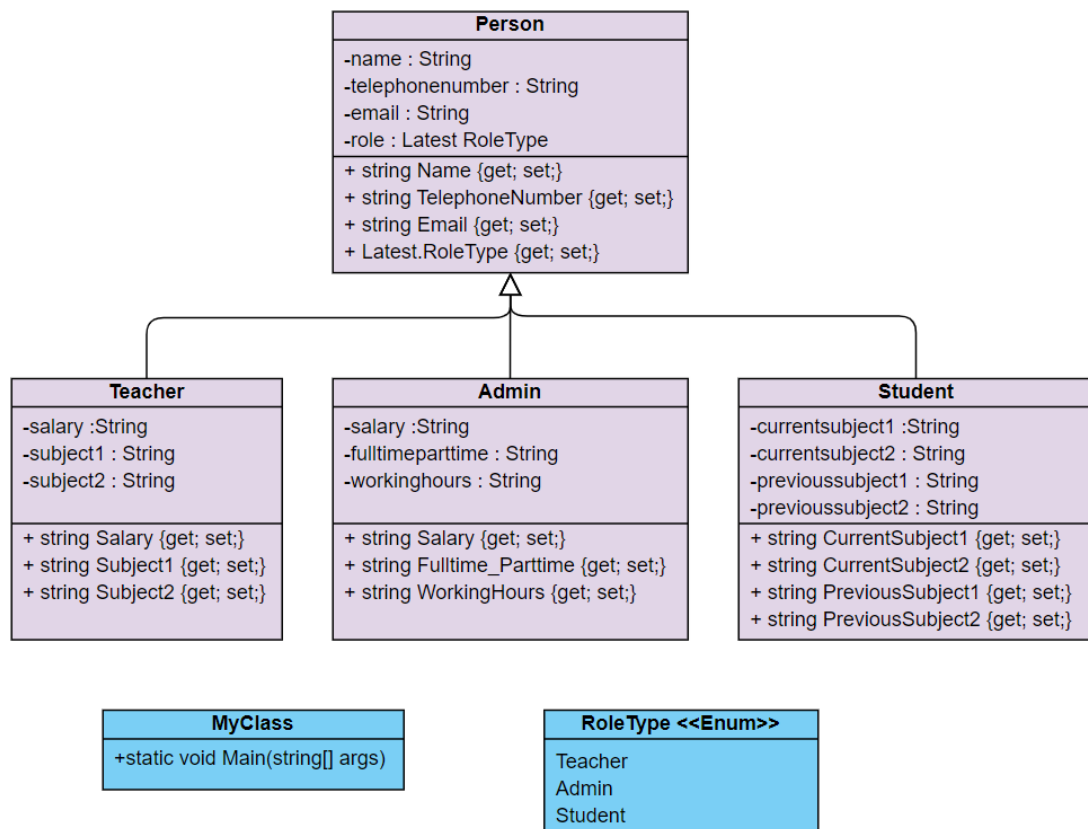 Person
-name : String
-telephonenumber : String
-email : String
-role : Latest RoleType
+ string Name {get; set;}
+ string TelephoneNumber {get; set;}
+ string Email {get; set;}
+ Latest.RoleType {get; set;}
Teacher
-salary :String
-subject1 : String
-subject2 : String
+ string Salary {get; set;}
+ string Subject1 {get; set;}
+ string Subject2 {get; set;}
Admin
-salary :String
-fulltimeparttime : String
-workinghours : String
+ string Salary {get; set;}
+ string Fulltime_Parttime {get; set;}
+ string WorkingHours {get; set;}
Student
-currentsubject1 :String
-currentsubject2 : String
-previoussubject1 : String
-previoussubject2 : String
+ string CurrentSubject1 {get; set;}
+ string CurrentSubject2 {get; set;}
+ string PreviousSubject1 {get; set;}
+ string PreviousSubject2 {get; set;}
MyClass
+static void Main(string[] args)
RoleType <<Enum>>
Teacher
Admin
Student